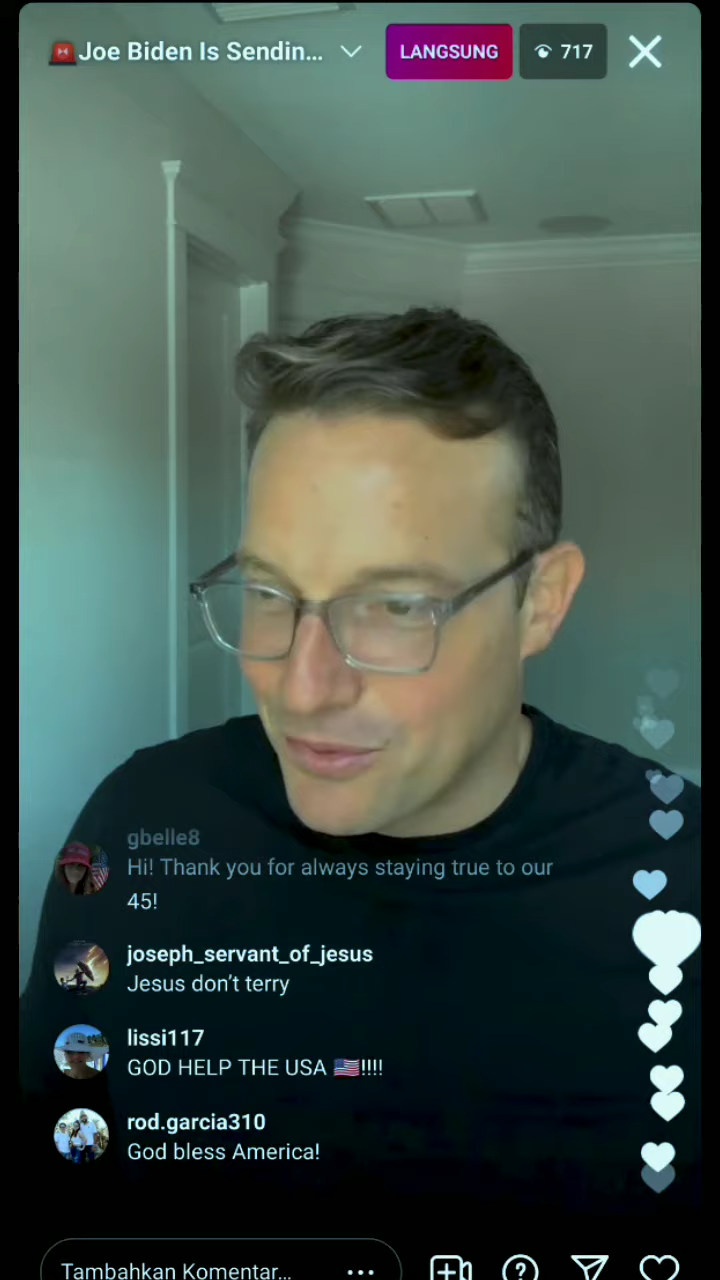 🚨Joe Biden Is Sendin...
LANGSUNG
717
gbelle8
Hi! Thank you for always staying true to our
45!
joseph_servant_of_jesus
Jesus don't terry
lissi117
GOD HELP THE USA 🇺🇸!!!!
rod.garcia310
God bless America!
Tambahkan Komentar...